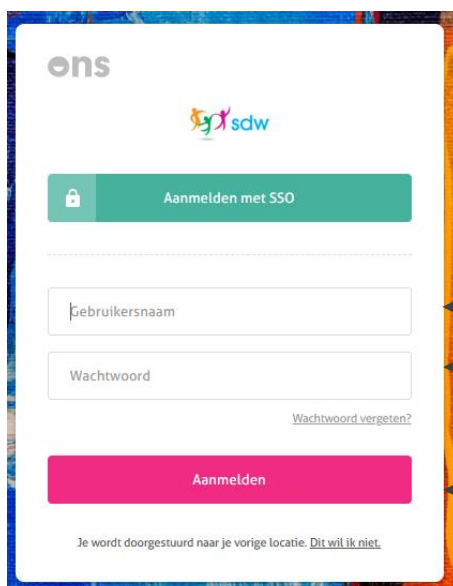 ons
sdw
Aanmelden met SSO
Gebruikersnaam
Wachtwoord
Wachtwoord vergeten?
Aanmelden
Je wordt doorgestuurd naar je vorige locatie. Dit wil ik niet.